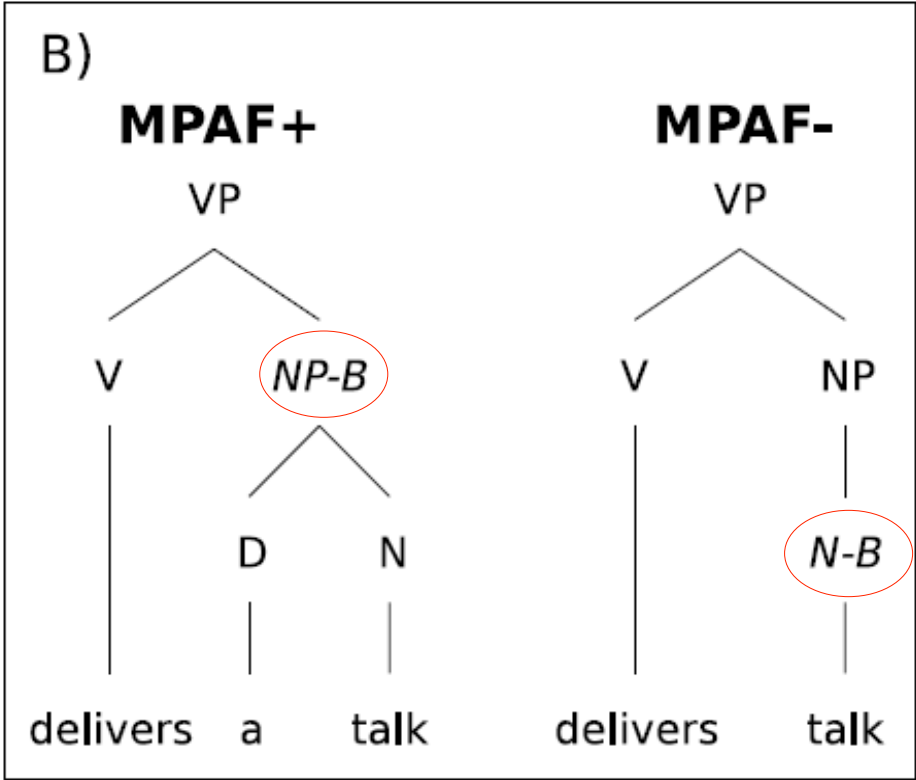 B)
MPAF+ MPAF-
VP VP
V NP-B V NP
D N N-B
delivers a talk delivers talk